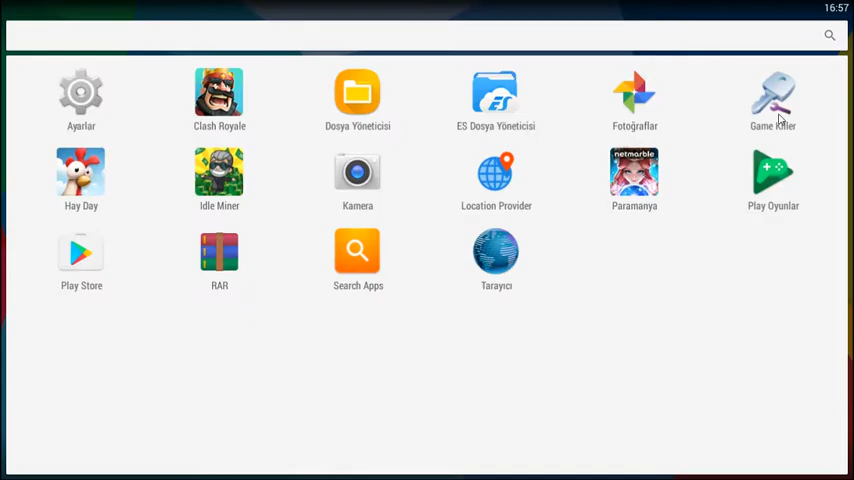 16:57
Ayarlar
Clash Royale
Dosya Yöneticisi
ES Dosya Yöneticisi
Fotoğraflar
Game Killer
netmarble
Hay Day
Idle Miner
Kamera
Location Provider
Paramanya
Play Oyunlar
Play Store
RAR
Search Apps
Tarayıcı